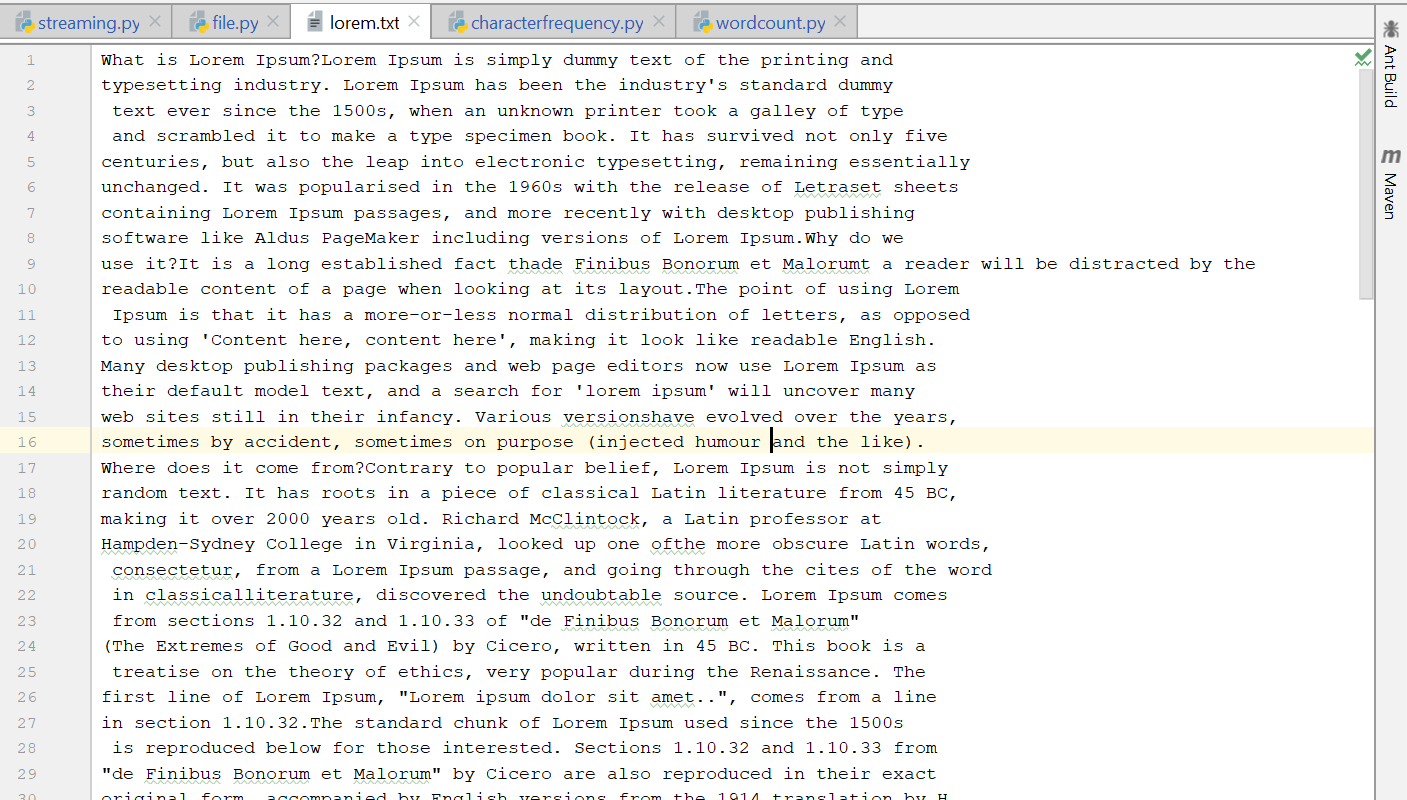 streaming.py file.py lorem.txt characterfrequency.py wordcount.py
1 What is Lorem Ipsum?Lorem Ipsum is simply dummy text of the printing and
2 typesetting industry. Lorem Ipsum has been the industry's standard dummy
3 text ever since the 1500s, when an unknown printer took a galley of type
4 and scrambled it to make a type specimen book. It has survived not only five
5 centuries, but also the leap into electronic typesetting, remaining essentially
6 unchanged. It was popularised in the 1960s with the release of Letraset sheets
7 containing Lorem Ipsum passages, and more recently with desktop publishing
8 software like Aldus PageMaker including versions of Lorem Ipsum.Why do we
9 use it?It is a long established fact thade Finibus Bonorum et Malorumt a reader will be distracted by the
10 readable content of a page when looking at its layout.The point of using Lorem
11 Ipsum is that it has a more-or-less normal distribution of letters, as opposed
12 to using 'Content here, content here', making it look like readable English.
13 Many desktop publishing packages and web page editors now use Lorem Ipsum as
14 their default model text, and a search for 'lorem ipsum' will uncover many
15 web sites still in their infancy. Various versionshave evolved over the years,
16 sometimes by accident, sometimes on purpose (injected humour and the like).
17 Where does it come from?Contrary to popular belief, Lorem Ipsum is not simply
18 random text. It has roots in a piece of classical Latin literature from 45 BC,
19 making it over 2000 years old. Richard McClintock, a Latin professor at
20 Hampden-Sydney College in Virginia, looked up one ofthe more obscure Latin words,
21 consectetur, from a Lorem Ipsum passage, and going through the cites of the word
22 in classicalliterature, discovered the undoubtable source. Lorem Ipsum comes
23 from sections 1.10.32 and 1.10.33 of "de Finibus Bonorum et Malorum"
24 (The Extremes of Good and Evil) by Cicero, written in 45 BC. This book is a
25 treatise on the theory of ethics, very popular during the Renaissance. The
26 first line of Lorem Ipsum, "Lorem ipsum dolor sit amet..", comes from a line
27 in section 1.10.32.The standard chunk of Lorem Ipsum used since the 1500s
28 is reproduced below for those interested. Sections 1.10.32 and 1.10.33 from
29 "de Finibus Bonorum et Malorum" by Cicero are also reproduced in their exact
30 original form, accompanied by English versions from the 1914 translation by H.
Ant Build
m Maven